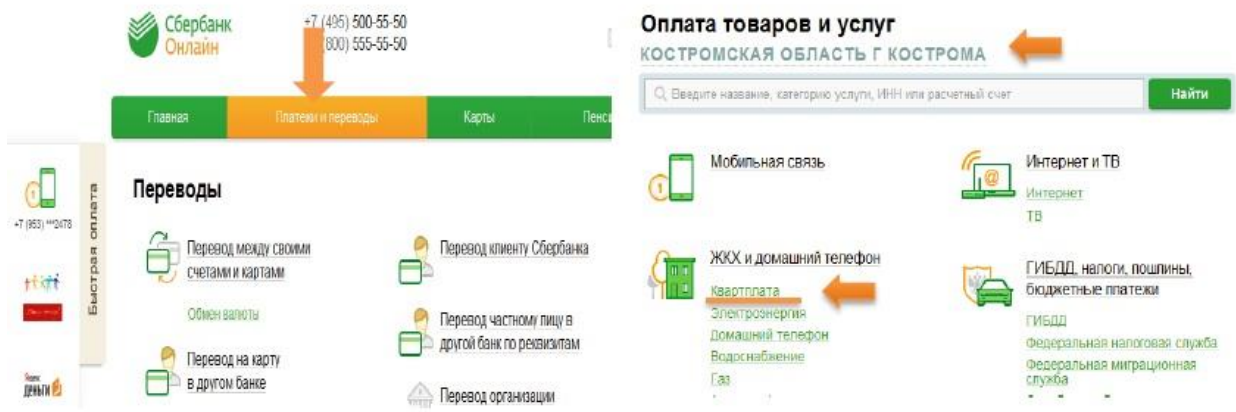 Сбербанк
Онлайн
+7 (495) 500-55-50
(800) 555-55-50
Главная
Платежи и переводы
Карты
Пенси
+7 (953) ***2478
Быстрая оплата
деньги
Переводы
Перевод между своими
счетами и картами
Обмен валюты
Перевод на карту
в другом банке
Перевод клиенту Сбербанка
Перевод частному лицу в
другой банк по реквизитам
Перевод организации
Оплата товаров и услуг
КОСТРОМСКАЯ ОБЛАСТЬ Г КОСТРОМА
Введите название, категорию услуги, ИНН или расчетный счет
Найти
Мобильная связь
Интернет и ТВ
Интернет
ТВ
ЖКХ и домашний телефон
Квартплата
Электроэнергия
Домашний телефон
Водоснабжение
Газ
ГИБДД, налоги, пошлины,
бюджетные платежи
ГИБДД
Федеральная налоговая служба
Федеральная миграционная
служба